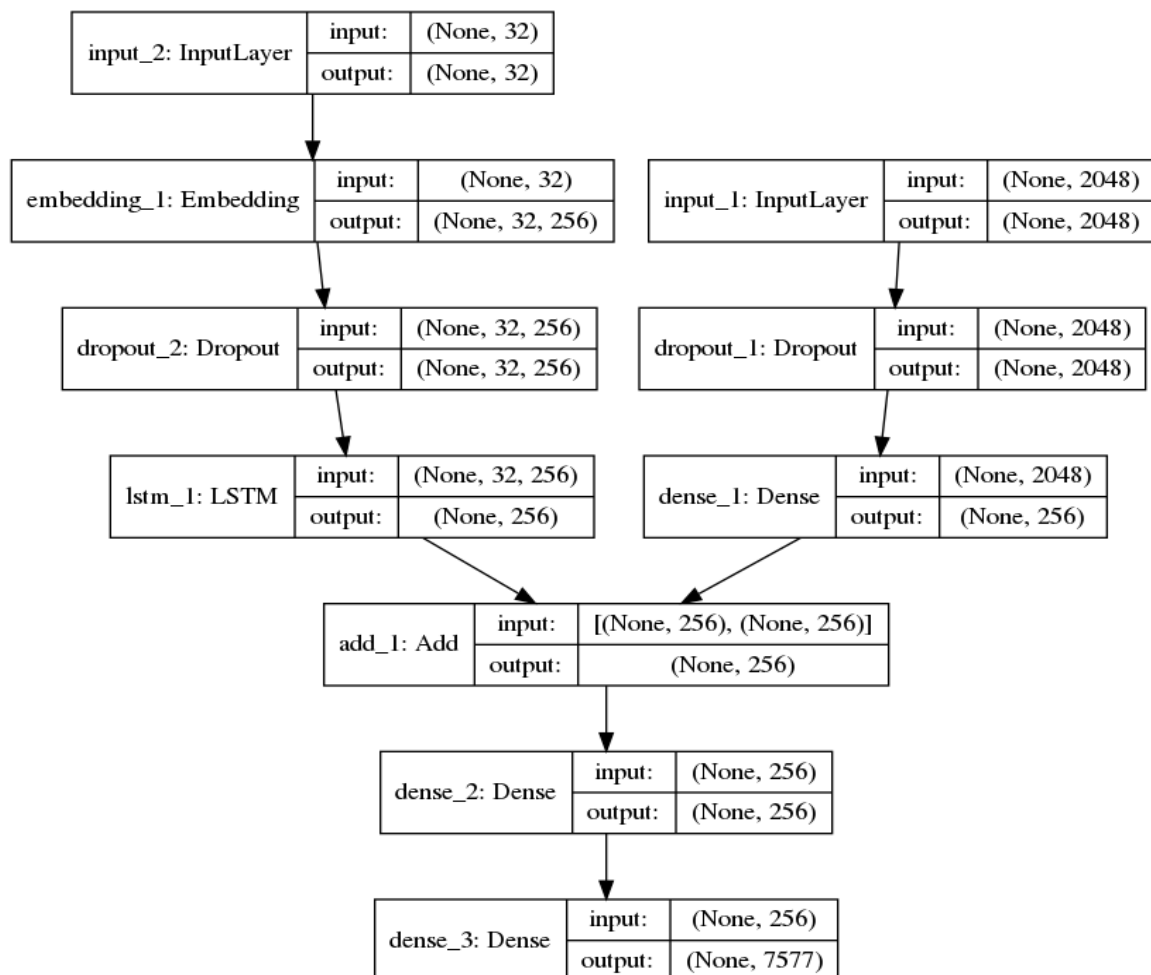 input_2: InputLayer
input:
(None, 32)
output:
(None, 32)
embedding_1: Embedding
input:
(None, 32)
output:
(None, 32, 256)
input_1: InputLayer
input:
(None, 2048)
output:
(None, 2048)
dropout_2: Dropout
input:
(None, 32, 256)
output:
(None, 32, 256)
dropout_1: Dropout
input:
(None, 2048)
output:
(None, 2048)
lstm_1: LSTM
input:
(None, 32, 256)
output:
(None, 256)
dense_1: Dense
input:
(None, 2048)
output:
(None, 256)
add_1: Add
input:
[(None, 256), (None, 256)]
output:
(None, 256)
dense_2: Dense
input:
(None, 256)
output:
(None, 256)
dense_3: Dense
input:
(None, 256)
output:
(None, 7577)